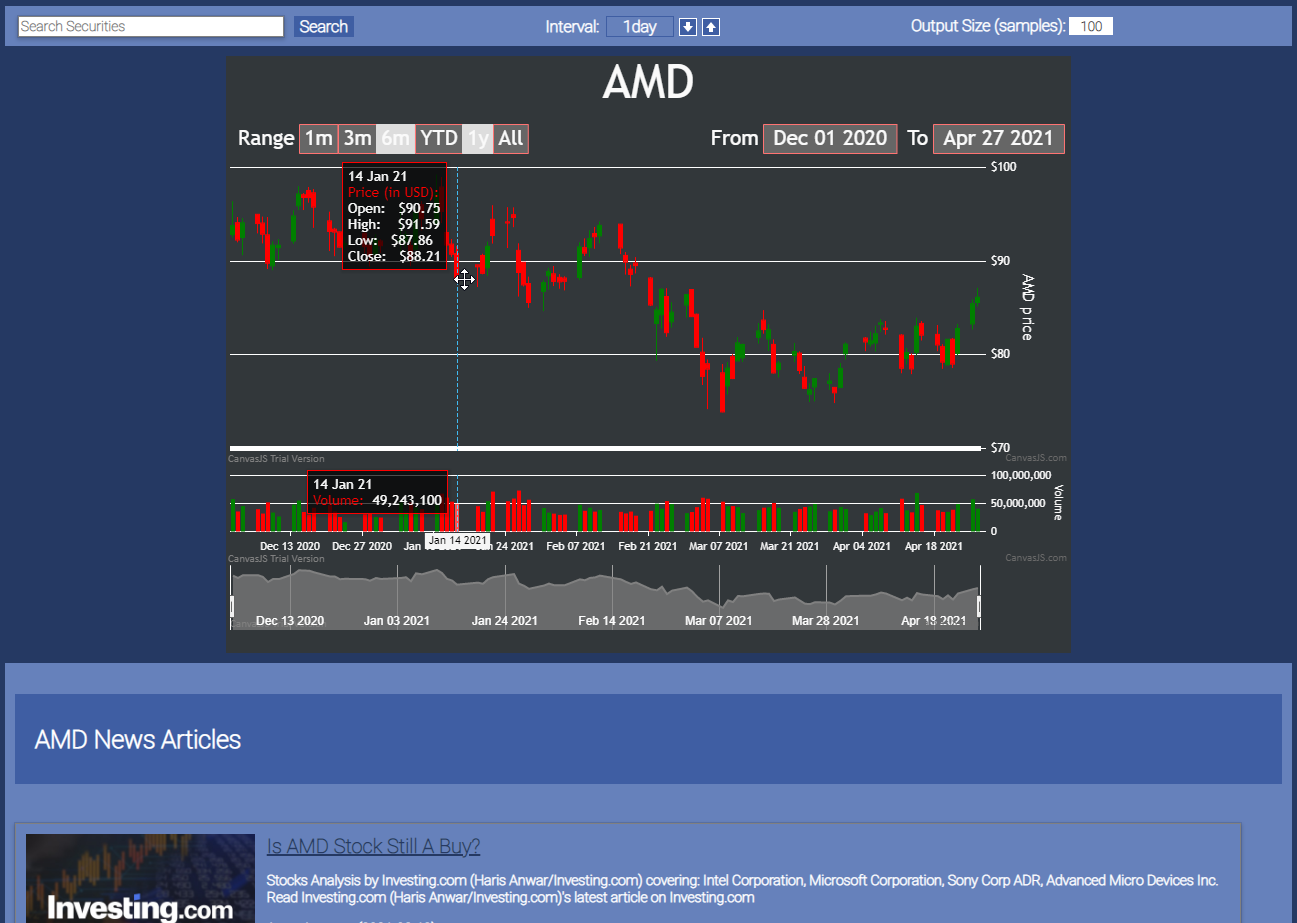 Search Securities Search Interval: 1day Output Size (samples): 100
AMD
Range 1m 3m 6m YTD 1y All From Dec 01 2020 To Apr 27 2021
$100
14 Jan 21
Price (in USD):
Open: $90.75
High: $91.59
Low: $87.86
Close: $88.21
$90
AMD price
$80
$70
CanvasJS Trial Version CanvasJS.com
100,000,000
14 Jan 21
Volume: 49,243,100
50,000,000
Volume
0
Jan 14 2021
Dec 13 2020 Dec 27 2020 Jan 24 2021 Feb 07 2021 Feb 21 2021 Mar 07 2021 Mar 21 2021 Apr 04 2021 Apr 18 2021
CanvasJS Trial Version CanvasJS.com
Dec 13 2020 Jan 03 2021 Jan 24 2021 Feb 14 2021 Mar 07 2021 Mar 28 2021 Apr 18 2021
AMD News Articles
Is AMD Stock Still A Buy?
Stocks Analysis by Investing.com (Haris Anwar/Investing.com) covering: Intel Corporation, Microsoft Corporation, Sony Corp ADR, Advanced Micro Devices Inc.
Read Investing.com (Haris Anwar/Investing.com)'s latest article on Investing.com
Investing.com